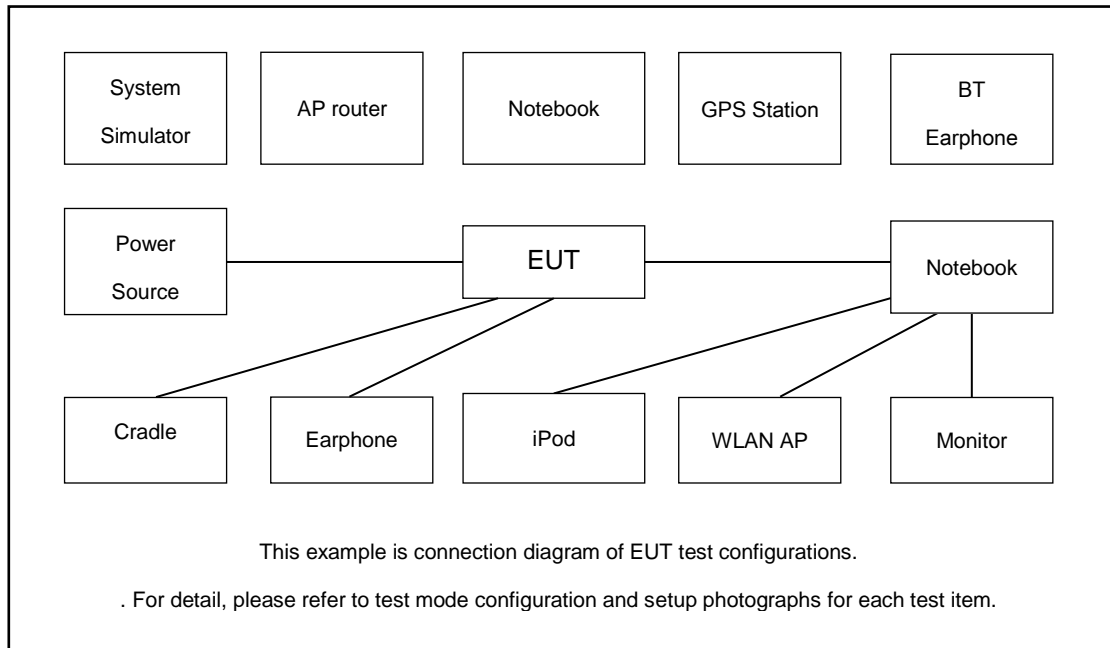 System
Simulator
AP router
Notebook
GPS Station
BT
Earphone
Power
Source
EUT
Notebook
Cradle
Earphone
iPod
WLAN AP
Monitor
This example is connection diagram of EUT test configurations.
. For detail, please refer to test mode configuration and setup photographs for each test item.